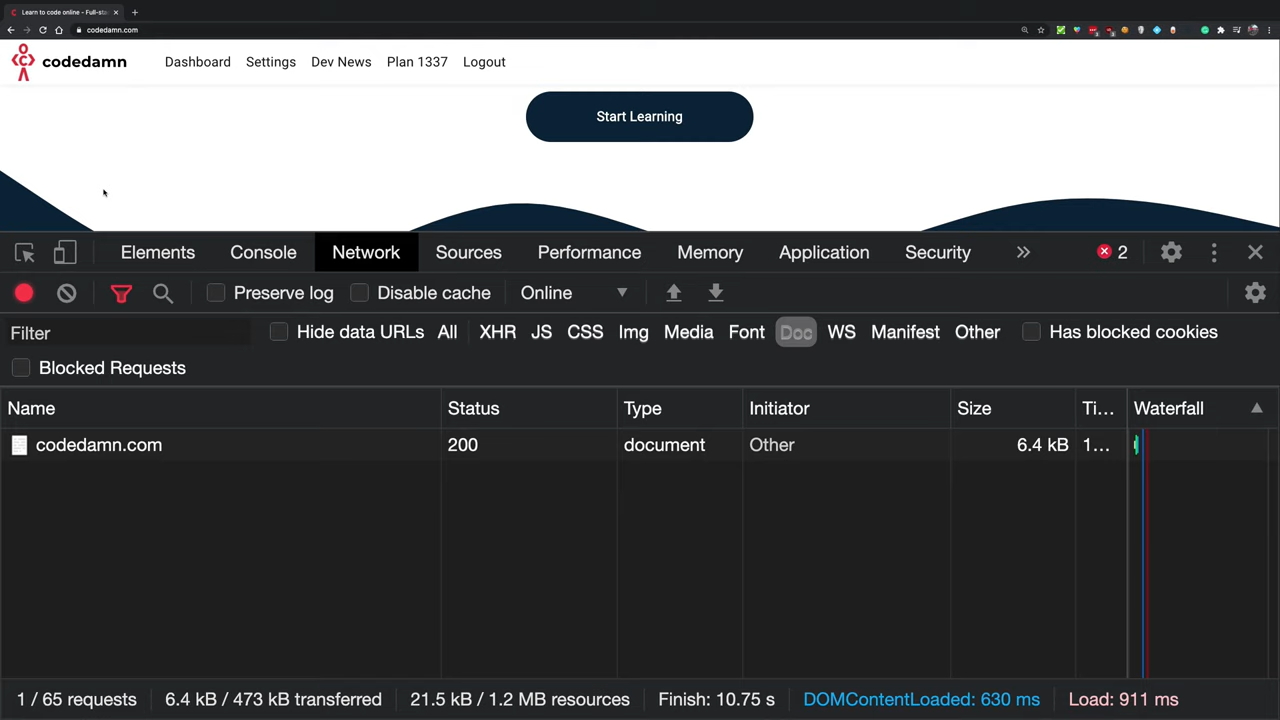 Learn to code online - Full-sta
codedamn.com
codedamn Dashboard Settings Dev News Plan 1337 Logout
Start Learning
Elements Console Network Sources Performance Memory Application Security 2
Preserve log Disable cache Online
Filter Hide data URLs All XHR JS CSS Img Media Font Doc WS Manifest Other Has blocked cookies
Blocked Requests
Name Status Type Initiator Size Ti... Waterfall
codedamn.com 200 document Other 6.4 kB 1...
1 / 65 requests 6.4 kB / 473 kB transferred 21.5 kB / 1.2 MB resources Finish: 10.75 s DOMContentLoaded: 630 ms Load: 911 ms